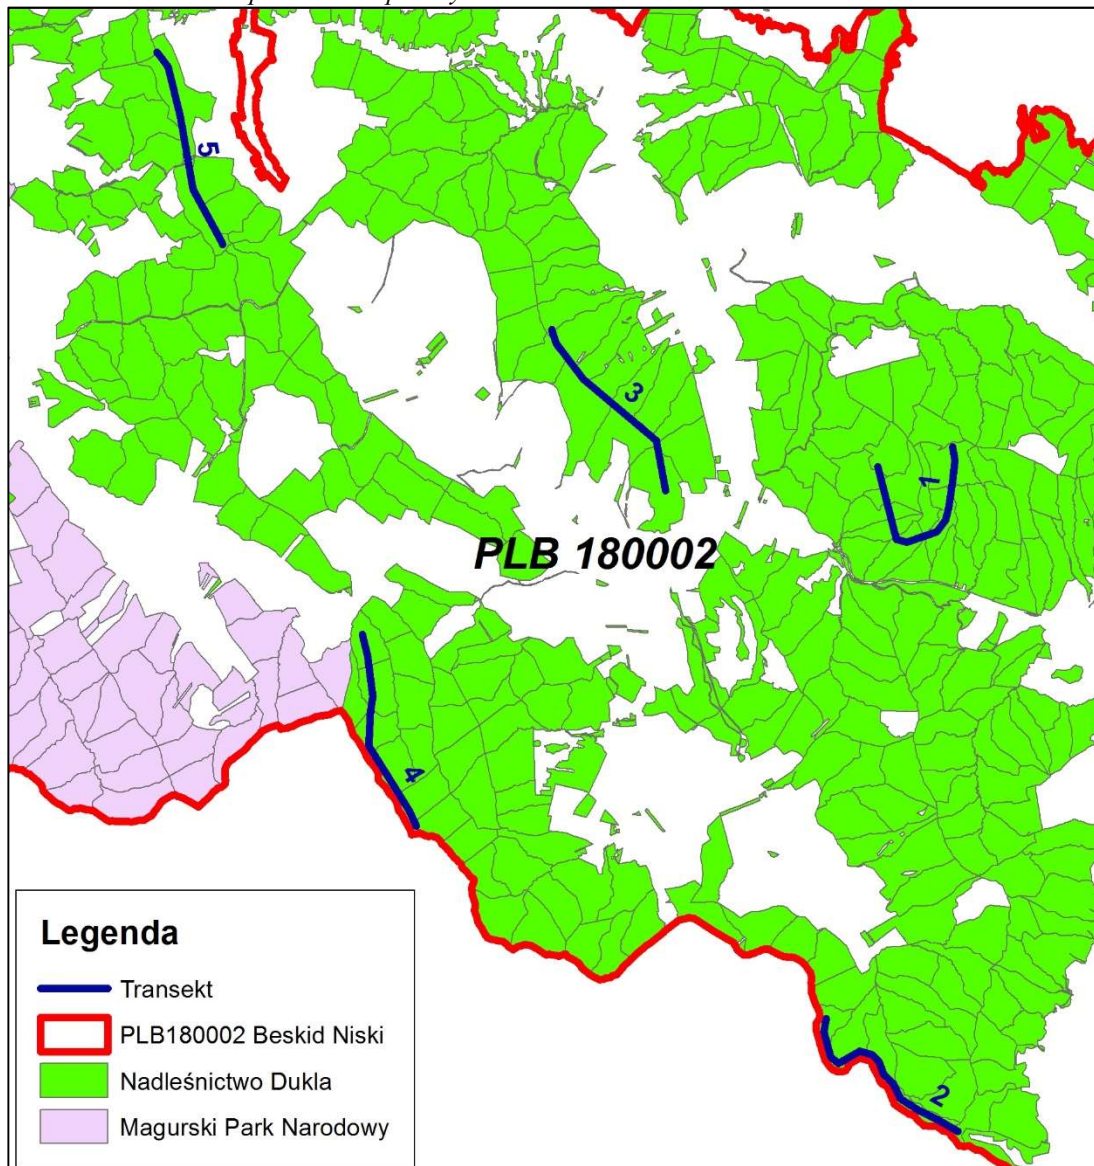 5
3
1
PLB 180002
4
2
Legenda
Transekt
PLB180002 Beskid Niski
Nadleśnictwo Dukla
Magurski Park Narodowy